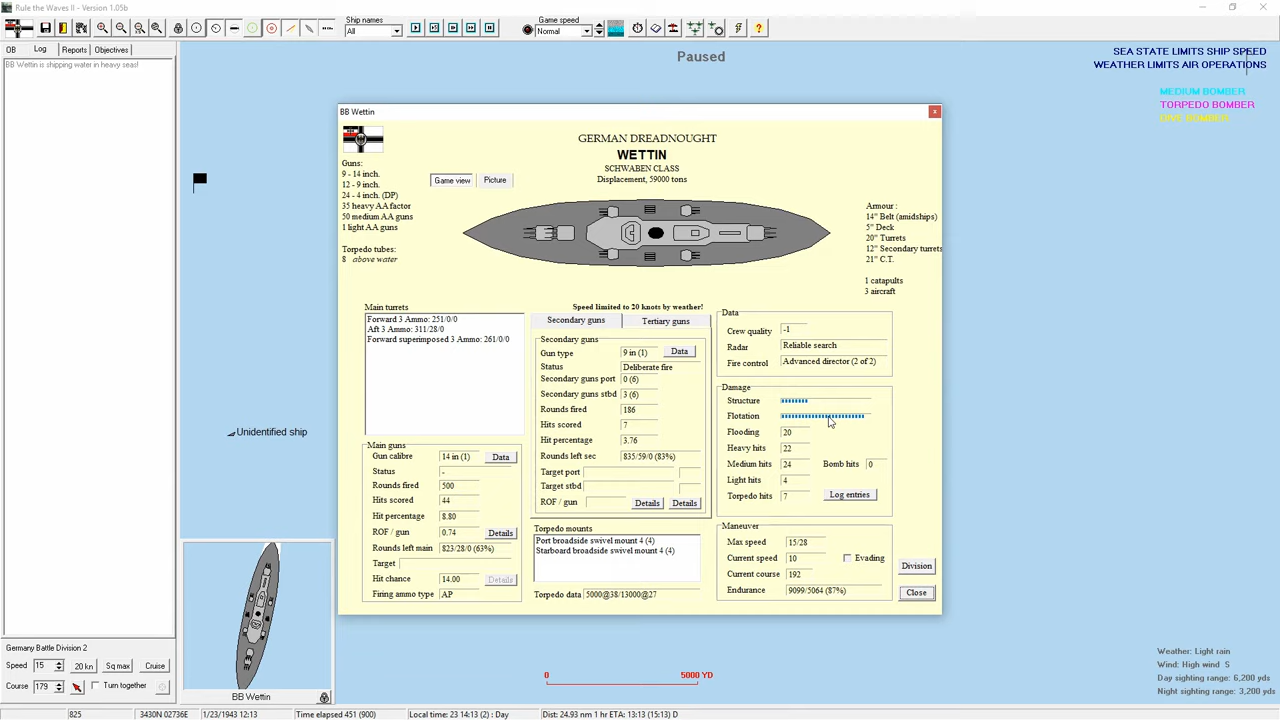 Rule the Waves II - Version 1.05b
Ship names
All
Game speed
Normal
OB
Log
Reports
Objectives
BB Wettin is shipping water in heavy seas!
Paused
SEA STATE LIMITS SHIP SPEED
WEATHER LIMITS AIR OPERATIONS
MEDIUM BOMBER
TORPEDO BOMBER
DIVE BOMBER
Unidentified ship
BB Wettin
GERMAN DREADNOUGHT
WETTIN
SCHWABEN CLASS
Displacement, 59000 tons
Game view
Picture
Guns:
9 - 14 inch.
12 - 9 inch.
24 - 4 inch. (DP)
35 heavy AA factor
50 medium AA guns
1 light AA guns
Torpedo tubes:
8 above water
Armour :
14" Belt (amidships)
5" Deck
20" Turrets
12" Secondary turrets
21" C.T.
1 catapults
3 aircraft
Main turrets
Forward 3 Ammo: 251/0/0
Aft 3 Ammo: 311/28/0
Forward superimposed 3 Ammo: 261/0/0
Main guns
Gun calibre 14 in (1) Data
Status -
Rounds fired 500
Hits scored 44
Hit percentage 8.80
ROF / gun 0.74 Details
Rounds left main 823/28/0 (63%)
Target
Hit chance 14.00 Details
Firing ammo type AP
Speed limited to 20 knots by weather!
Secondary guns
Tertiary guns
Secondary guns
Gun type 9 in (1) Data
Status Deliberate fire
Secondary guns port 0 (6)
Secondary guns stbd 3 (6)
Rounds fired 186
Hits scored 7
Hit percentage 3.76
Rounds left sec 835/59/0 (83%)
Target port
Target stbd
ROF / gun Details Details
Torpedo mounts
Port broadside swivel mount 4 (4)
Starboard broadside swivel mount 4 (4)
Torpedo data 5000@38/13000@27
Data
Crew quality -1
Radar Reliable search
Fire control Advanced director (2 of 2)
Damage
Structure
Flotation
Flooding 20
Heavy hits 22
Medium hits 24 Bomb hits 0
Light hits 4
Torpedo hits 7 Log entries
Maneuver
Max speed 15/28
Current speed 10 Evading
Current course 192
Endurance 9099/5064 (87%)
Division
Close
BB Wettin
Germany Battle Division 2
Speed 15 20 kn Sq max Cruise
Course 179 Turn together
0 5000 YD
Weather: Light rain
Wind: High wind S
Day sighting range: 6,200 yds
Night sighting range: 3,200 yds
825
3430N 02736E
1/23/1943 12:13
Time elapsed 451 (900)
Local time: 23 14:13 (2) : Day
Dist: 24.93 nm 1 hr ETA: 13:13 (15:13) D